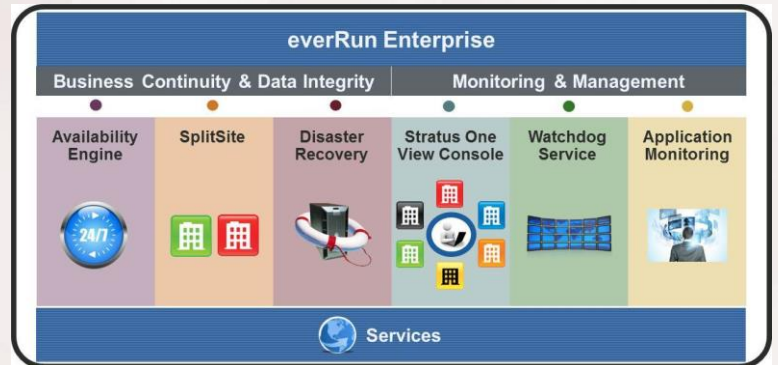 everRun Enterprise
Business Continuity & Data Integrity
Monitoring & Management
Availability
Engine
SplitSite
Disaster
Recovery
Stratus One
View Console
Watchdog
Service
Application
Monitoring
24/7
Services